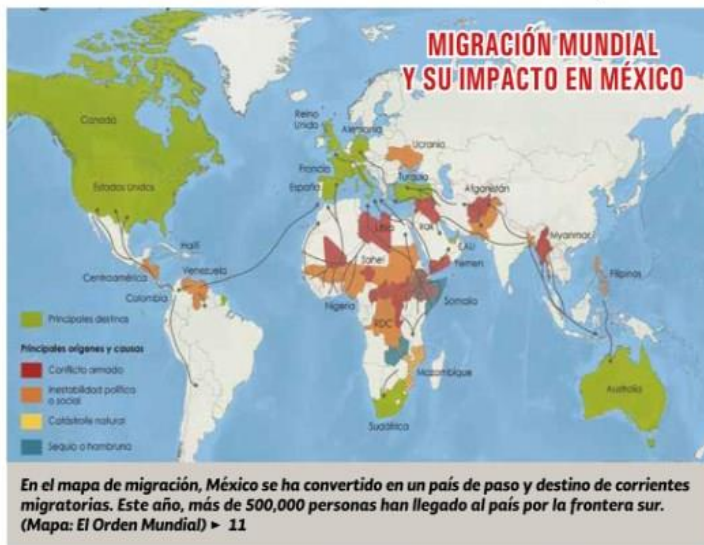 MIGRACIÓN MUNDIAL
Y SU IMPACTO EN MÉXICO
Canadá
Reino
Unido
Alemania
Ucrania
Francia
Turquía
Estados Unidos
España
Afganistán
Libia
Irak
Myanmar
Haití
EAU
Sahel
Yemen
Centroamérica
Venezuela
Filipinas
Colombia
Nigeria
Somalia
Principales destinos
RDC
Principales orígenes y causas
Conflicto armado
Mozambique
Inestabilidad política
o social
Australia
Catástrofe natural
Sudáfrica
Sequía o hambruna
En el mapa de migración, México se ha convertido en un país de paso y destino de corrientes
migratorias. Este año, más de 500,000 personas han llegado al país por la frontera sur.
(Mapa: El Orden Mundial) ► 11